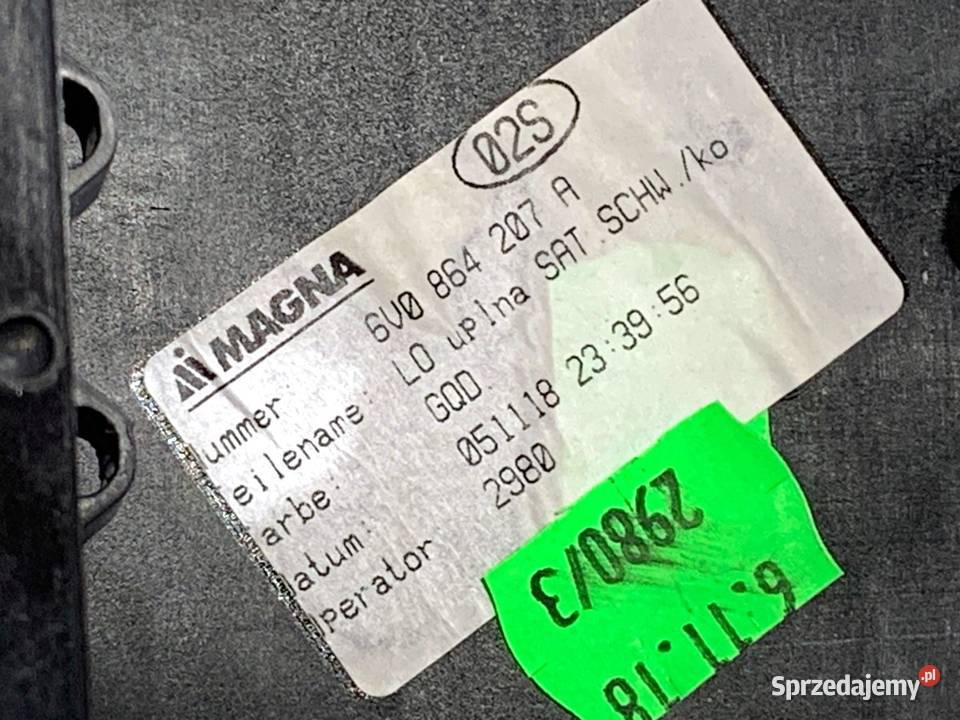 02S
MAGNA
ummer 6V0 864 207 A
eilename: LO uplna SAT.SCHW./ko
arbe: GQD
atum: 051118 23:39:56
perator 2980
2980/3
6.11.18
Sprzedajemy.pl